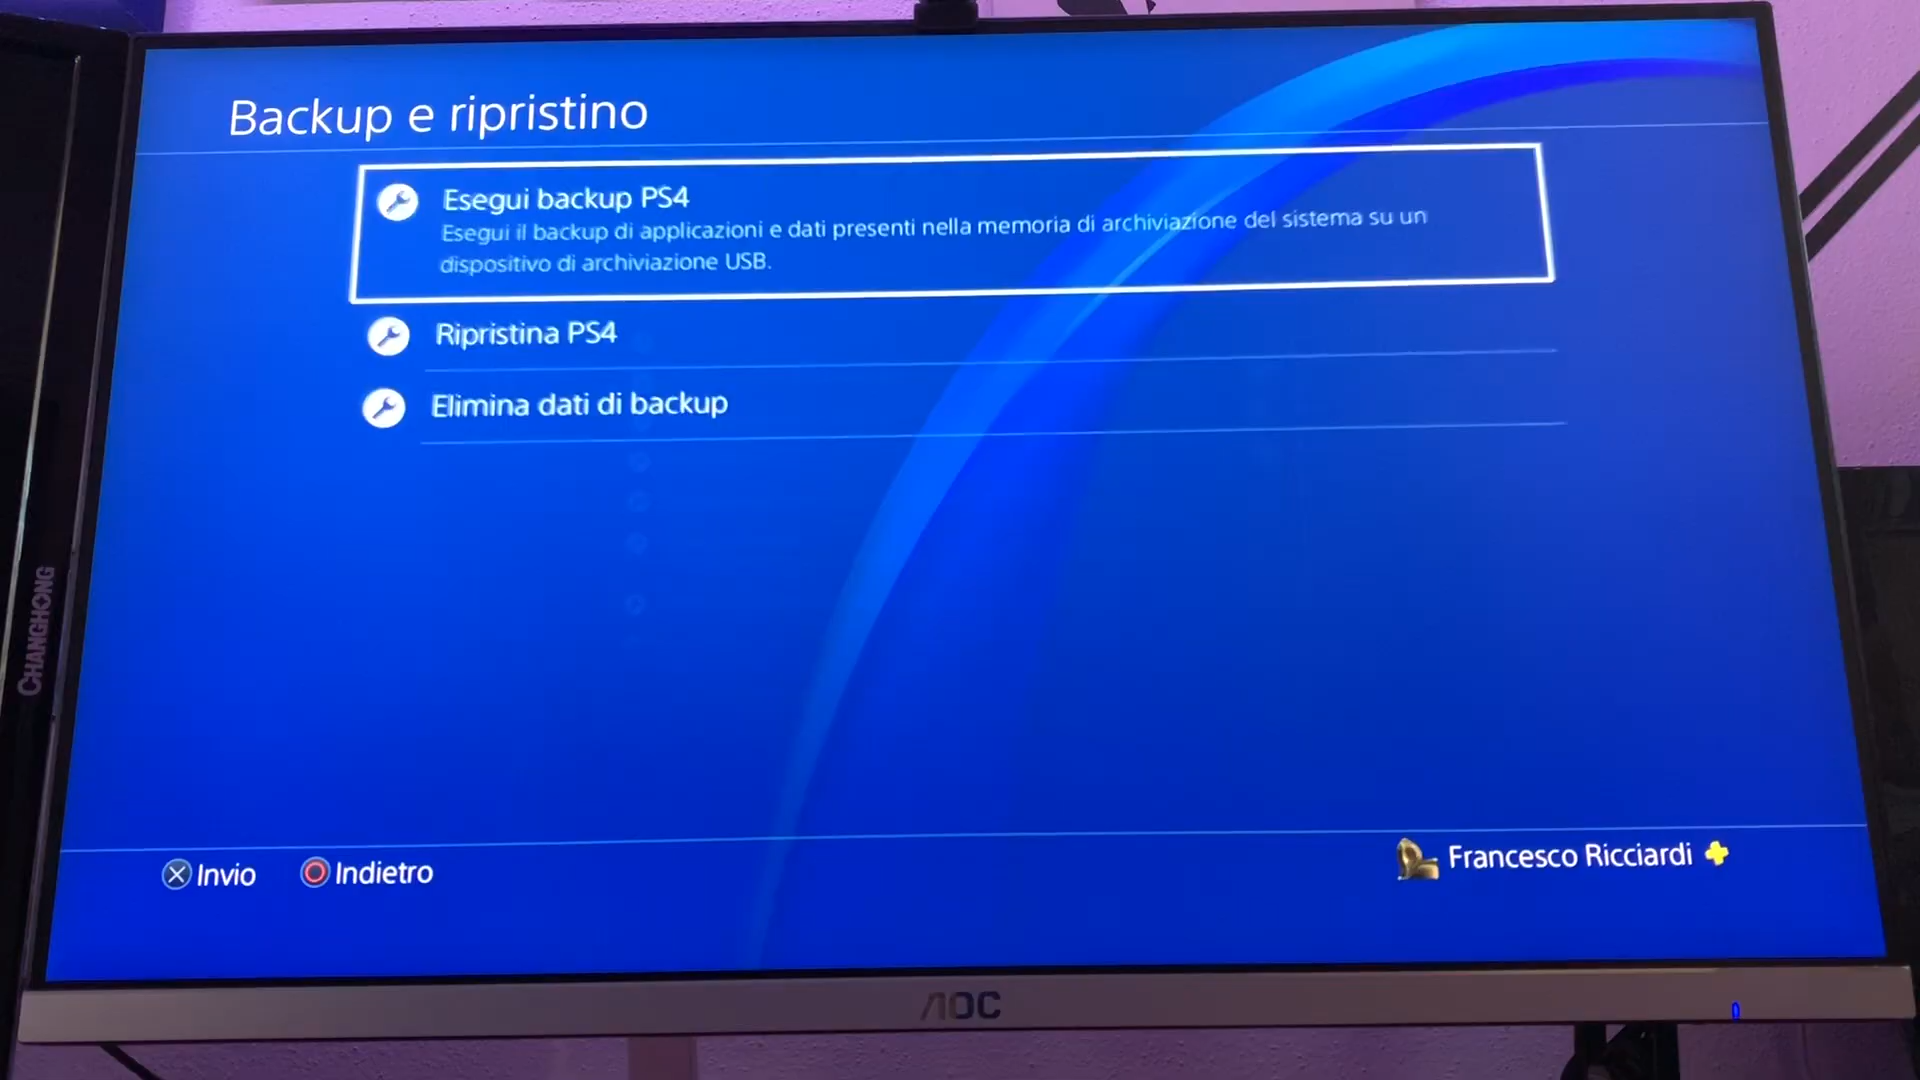 Backup e ripristino
Esegui backup PS4
Esegui il backup di applicazioni e dati presenti nella memoria di archiviazione del sistema su un
dispositivo di archiviazione USB.
Ripristina PS4
Elimina dati di backup
Invio
Indietro
Francesco Ricciardi
AOC
CHANGHONG